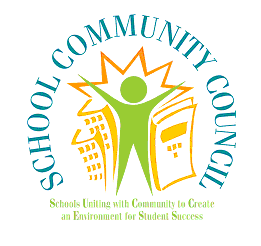 SCHOOL COMMUNITY COUNCIL
Schools Uniting with Community to Create
an Environment for Student Success